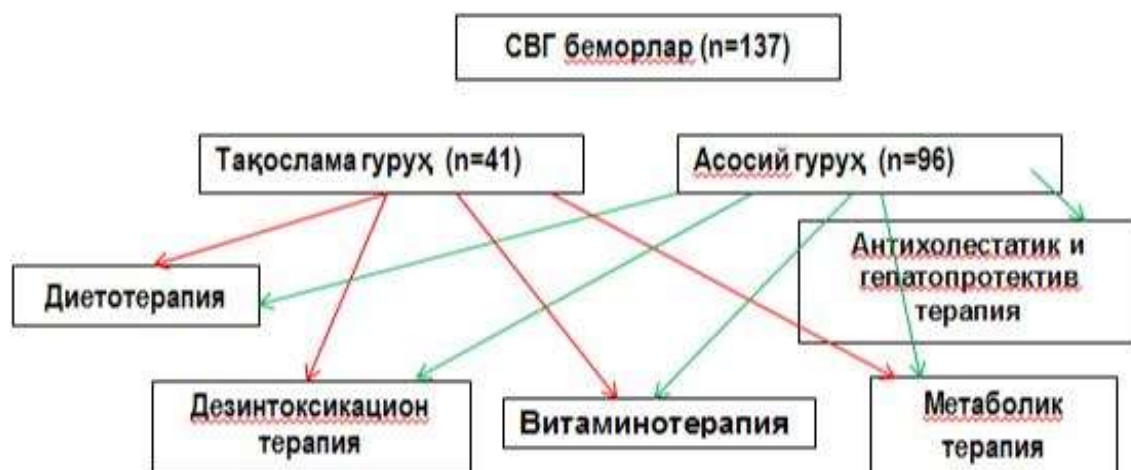 СВГ беморлар (n=137)
Тақослама гуруҳ (n=41)
Асосий гуруҳ (n=96)
Антихолестатик и
гепатопротектив
терапия
Диетотерапия
Дезинтоксикацион
терапия
Витаминотерапия
Метаболик
терапия